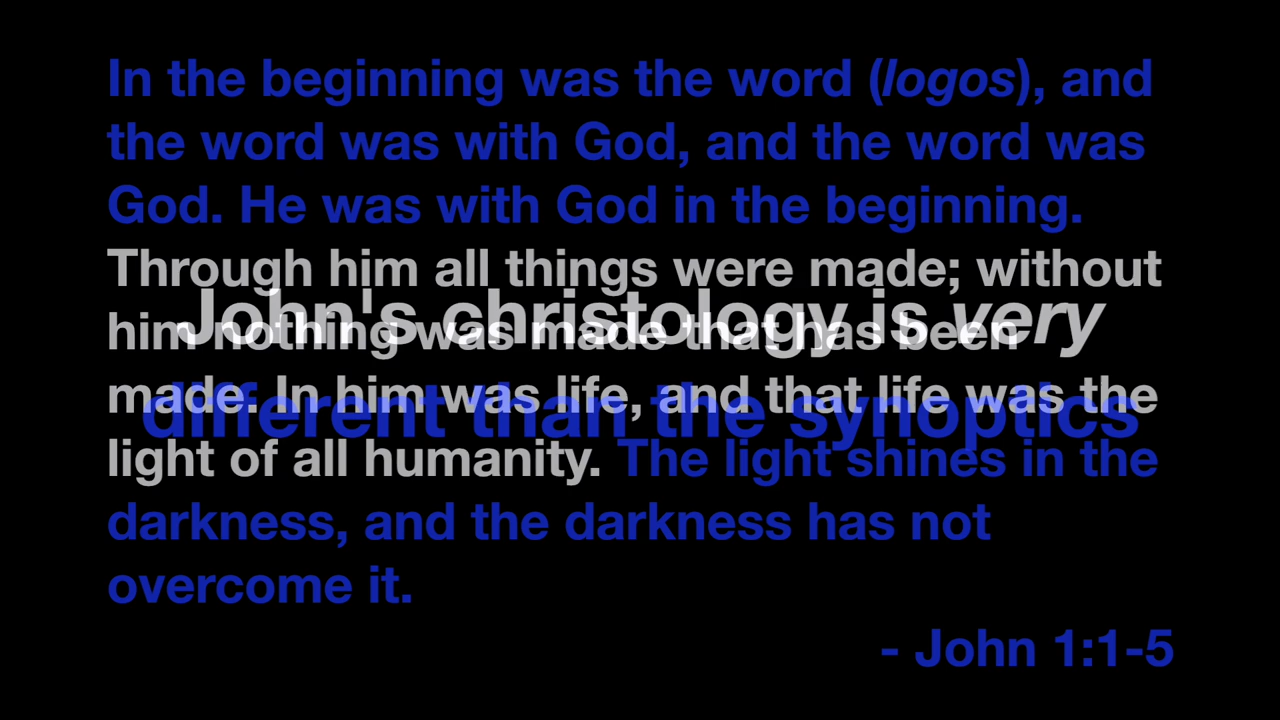 In the beginning was the word (logos), and
the word was with God, and the word was
God. He was with God in the beginning.
Through him all things were made; without
John's christology is very
him nothing was made that has been
made. In him was life, and that life was the
different than the synoptics
light of all humanity. The light shines in the
darkness, and the darkness has not
overcome it.
- John 1:1-5